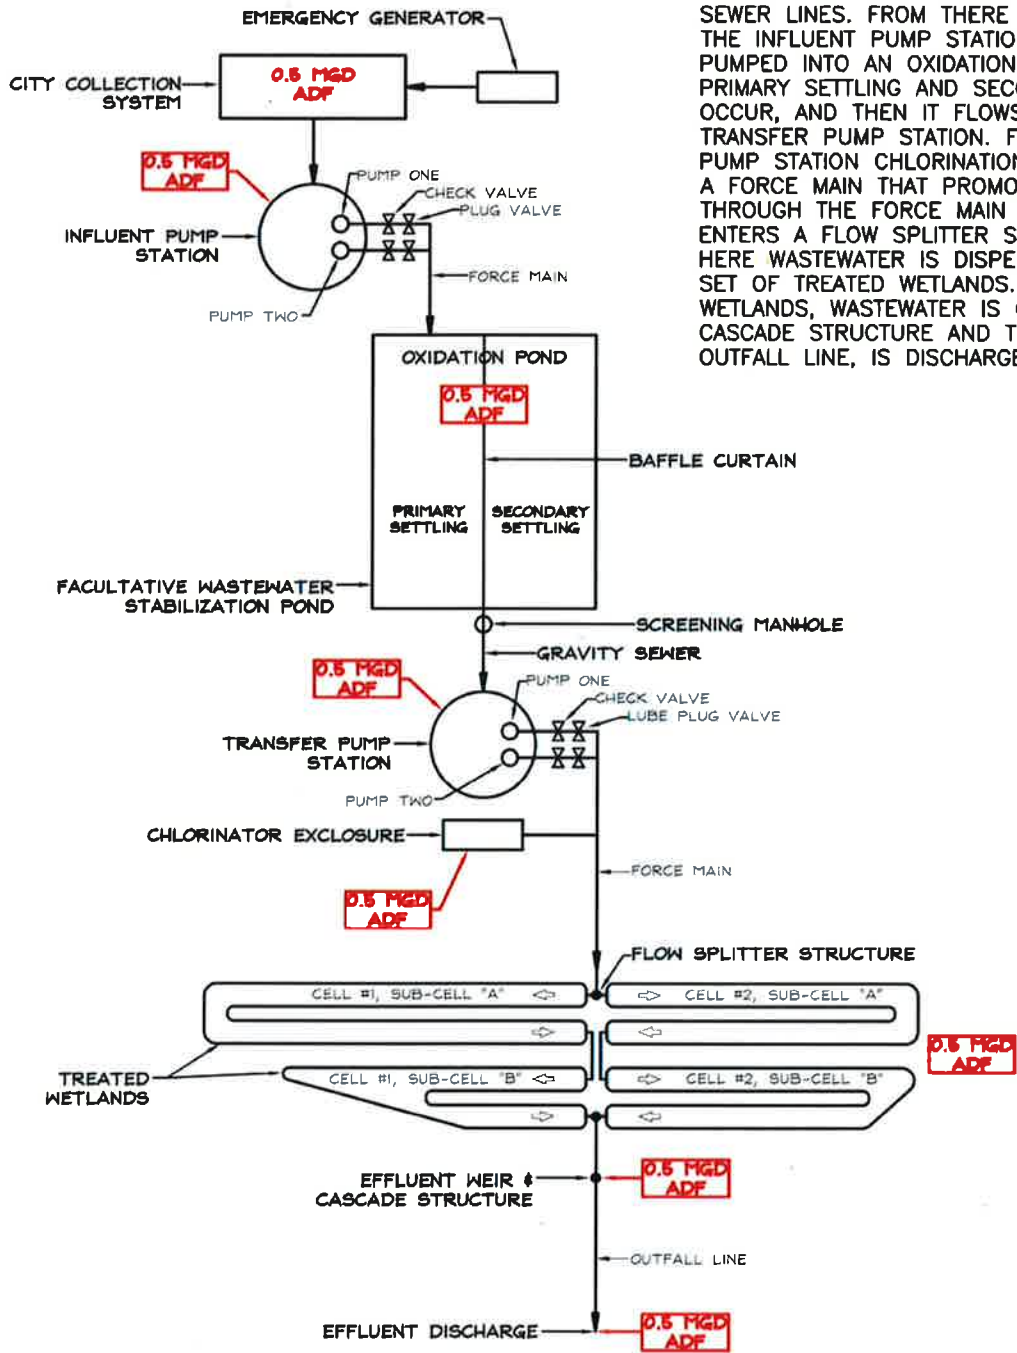 EMERGENCY GENERATOR
SEWER LINES. FROM THERE
THE INFLUENT PUMP
PUMPED INTO AN OXIDATION
PRIMARY SETTLING AND
OCCUR, AND THEN IT FLOWS
TRANSFER PUMP STATION.
PUMP STATION CHLORINATION
A FORCE MAIN THAT
THROUGH THE FORCE MAIN
ENTERS A FLOW SPLITTER
HERE WASTEWATER IS
SET OF TREATED WETLANDS.
WETLANDS, WASTEWATER IS
CASCADE STRUCTURE AND
OUTFALL LINE, IS
CITY COLLECTION
SYSTEM
0.5 MGD
ADF
0.5 MGD
ADF
PUMP ONE
CHECK VALVE
PLUG VALVE
INFLUENT PUMP
STATION
FORCE MAIN
PUMP TWO
OXIDATION POND
0.5 MGD
ADF
BAFFLE CURTAIN
PRIMARY
SETTLING
SECONDARY
SETTLING
FACULTATIVE WASTEWATER
STABILIZATION POND
SCREENING MANHOLE
GRAVITY SEWER
0.5 MGD
ADF
PUMP ONE
CHECK VALVE
LUBE PLUG VALVE
TRANSFER PUMP
STATION
PUMP TWO
CHLORINATOR EXCLOSURE
FORCE MAIN
0.5 MGD
ADF
FLOW SPLITTER STRUCTURE
CELL #1, SUB-CELL "A"
CELL #2, SUB-CELL "A"
0.5 MGD
ADF
TREATED
WETLANDS
CELL #1, SUB-CELL "B"
CELL #2, SUB-CELL "B"
EFFLUENT WEIR &
CASCADE STRUCTURE
0.5 MGD
ADF
OUTFALL LINE
EFFLUENT DISCHARGE
0.5 MGD
ADF